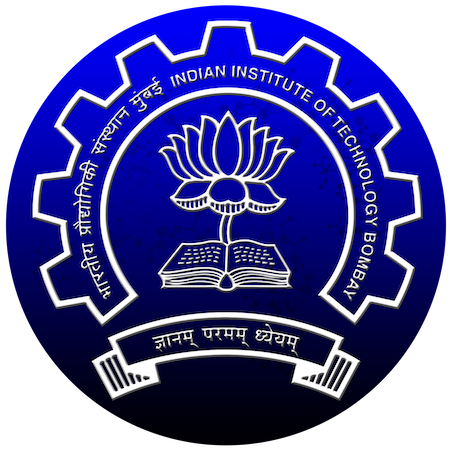 भारतीय प्रौद्योगिकी संस्थान मुंबई INDIAN INSTITUTE OF TECHNOLOGY BOMBAY
ज्ञानम् परमम् ध्येयम्